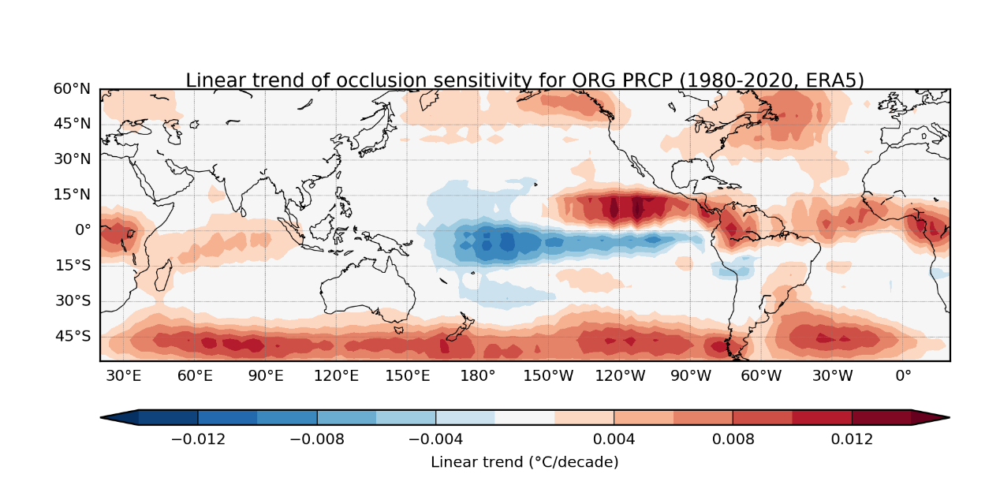 Linear trend of occlusion sensitivity for ORG PRCP (1980-2020, ERA5)
60°N
45°N
30°N
15°N
0°
15°S
30°S
45°S
30°E 60°E 90°E 120°E 150°E 180° 150°W 120°W 90°W 60°W 30°W 0°
−0.012 −0.008 −0.004 0.004 0.008 0.012
Linear trend (°C/decade)